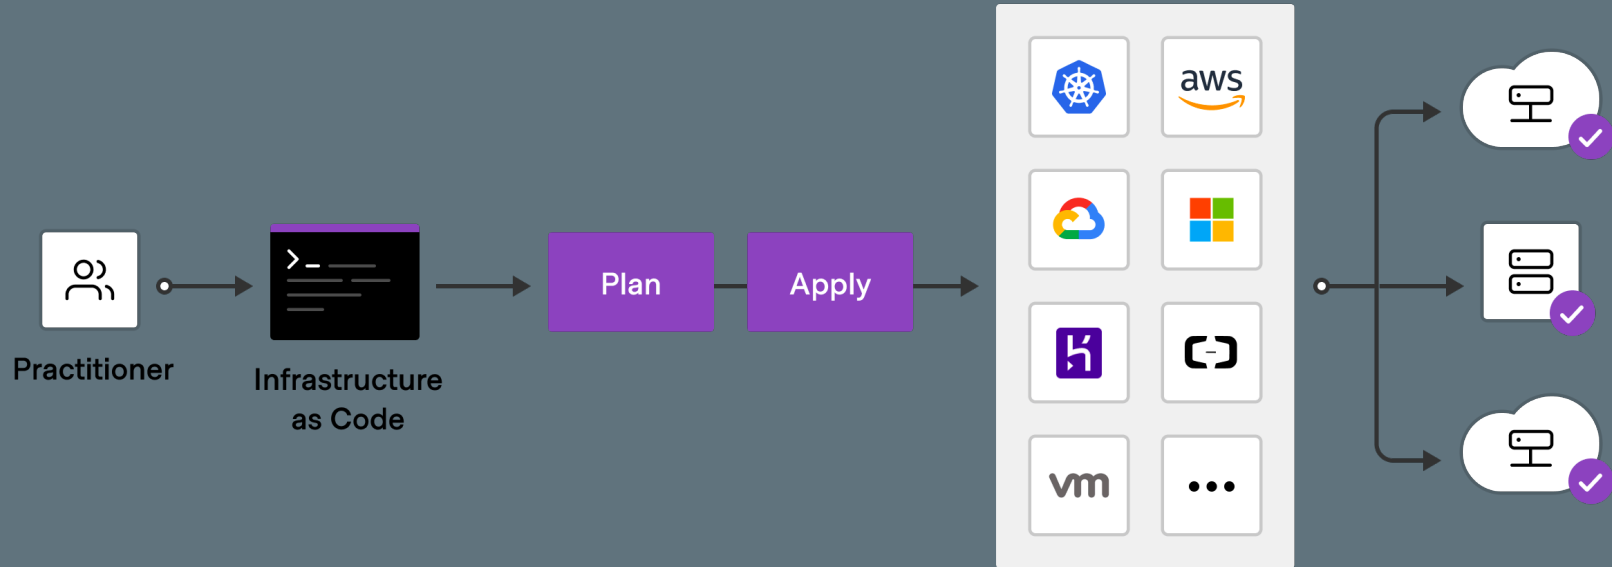 Practitioner
Infrastructure
as Code
Plan
Apply
aws
vm